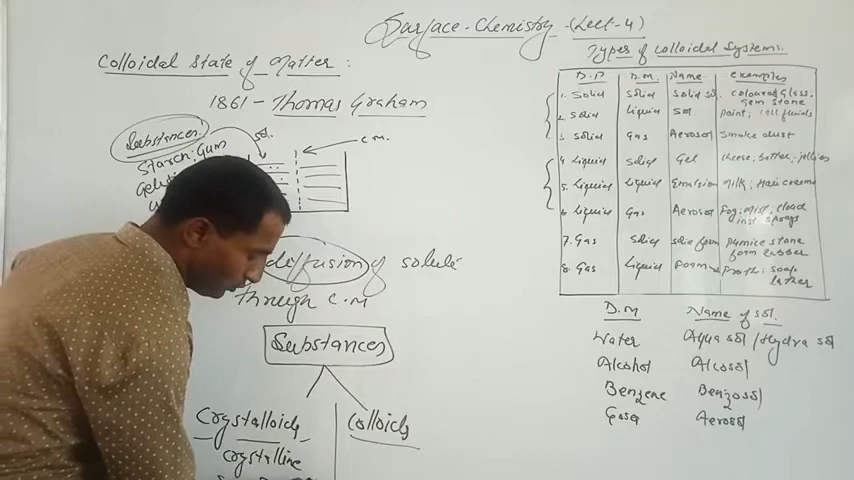 Surface-Chemistry-(Lect-4)
Colloidal State of Matter :
1861 - Thomas Graham
Substances.
Starch, Gum
sol.
C M.
diffusion of solute
through C.M
Substances
Crystalloids
Colloids
crystalline
Types of Colloidal Systems.
D.P D.M. Name examples
1. Solid Solid Solid sol. coloured glass, gem stone
2. Solid Liquid Sol paint, cell fluids
3. Solid Gas Aerosol Smoke dust
4. Liquid Solid Gel cheese, butter, jellies
5. Liquid Liquid Emulsion Milk, Hair cream
6. Liquid Gas Aerosol Fog, mist, cloud
7. Gas Solid Solid foam pumice stone foam rubber
8. Gas Liquid Foam Froth, soap lather
D.M Name of sol.
Water Aqua sol / Hydra sol
Alcohol Alcosol
Benzene Benzosol
Gases Aerosol